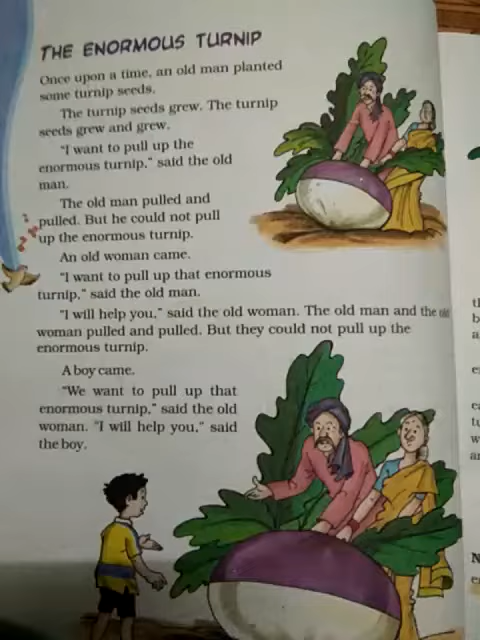 THE ENORMOUS TURNIP
Once upon a time, an old man planted
some turnip seeds.
The turnip seeds grew. The turnip
seeds grew and grew.
"I want to pull up the
enormous turnip," said the old
man.
The old man pulled and
pulled. But he could not pull
up the enormous turnip.
An old woman came.
"I want to pull up that enormous
turnip," said the old man.
"I will help you," said the old woman. The old man and the old
woman pulled and pulled. But they could not pull up the
enormous turnip.
A boy came.
"We want to pull up that
enormous turnip," said the old
woman. "I will help you," said
the boy.